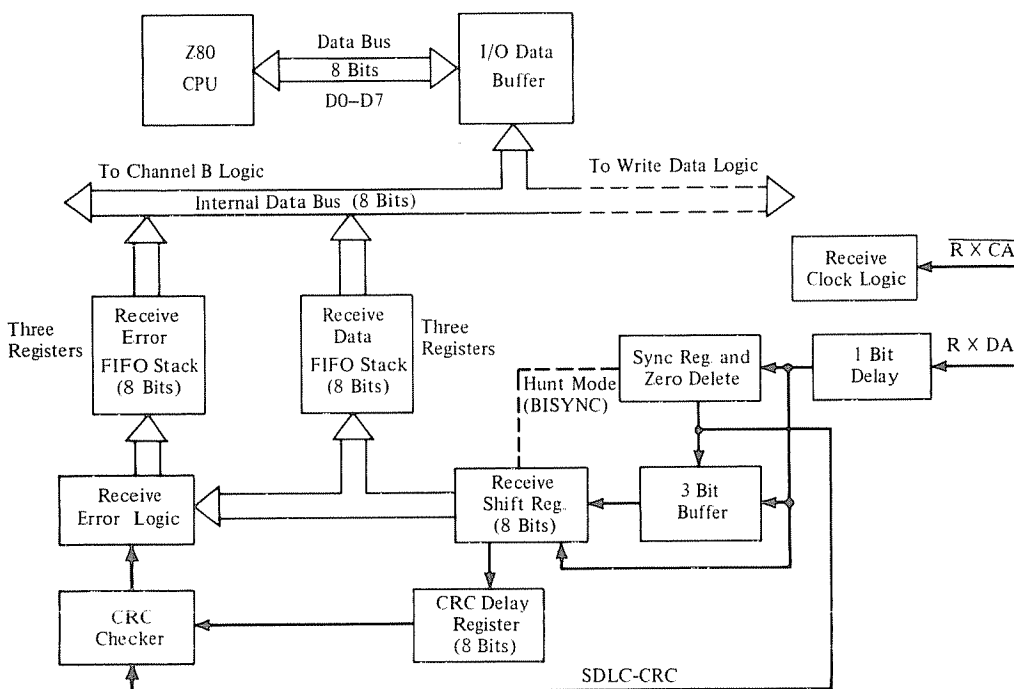 Z80
CPU
Data Bus
8 Bits
D0–D7
I/O Data
Buffer
To Channel B Logic
To Write Data Logic
Internal Data Bus (8 Bits)
Receive
Clock Logic
R X CA
Three
Registers
Receive
Error
FIFO Stack
(8 Bits)
Receive
Data
FIFO Stack
(8 Bits)
Three
Registers
Hunt Mode
(BISYNC)
Sync Reg. and
Zero Delete
1 Bit
Delay
R X DA
Receive
Error Logic
Receive
Shift Reg.
(8 Bits)
3 Bit
Buffer
CRC
Checker
CRC Delay
Register
(8 Bits)
SDLC-CRC